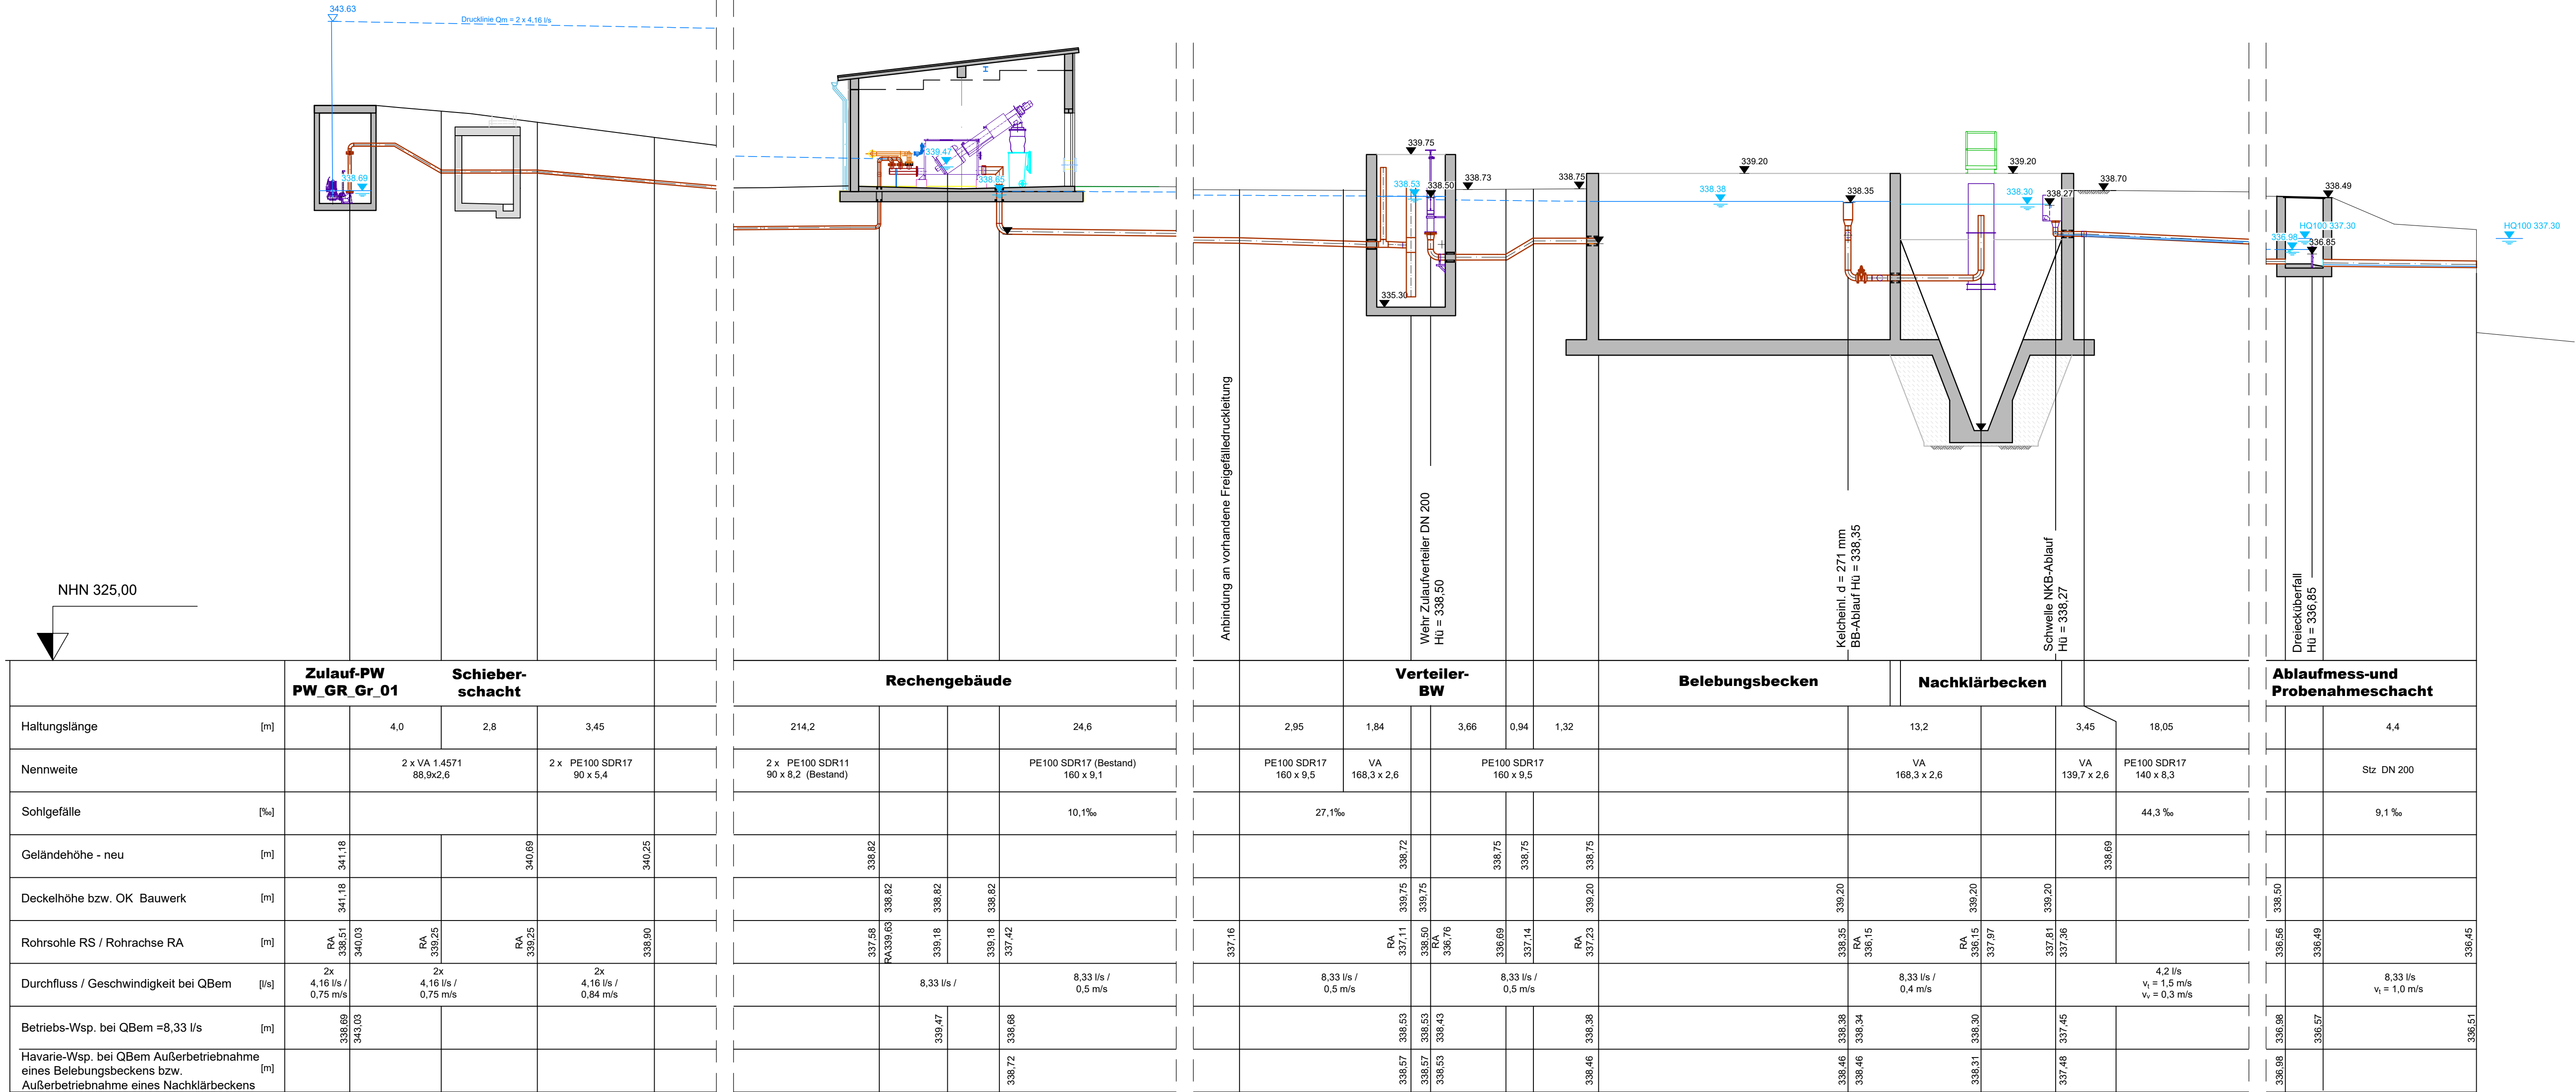 343.63
Drucklinie Qm = 2 x 4,16 l/s
338.69
339.47
338.65
339.75
338.53
338.50
338.73
338.75
339.20
338.38
338.35
339.20
338.30
338.27
338.70
338.49
HQ100 337.30
336.98
336.85
HQ100 337.30
335.30
Anbindung an vorhandene Freigefälledruckleitung
Wehr Zulaufverteiler DN 200
Hü = 338,50
Kelcheinl. d = 271 mm
BB-Ablauf Hü = 338,35
Schwelle NKB-Ablauf
Hü = 338,27
Dreiecküberfall
Hü = 336,85
NHN 325,00
Zulauf-PW
PW_GR_Gr_01
Schieber-
schacht
Rechengebäude
Verteiler-
BW
Belebungsbecken
Nachklärbecken
Ablaufmess-und
Probenahmeschacht
Haltungslänge [m] 4,0 2,8 3,45 214,2 24,6 2,95 1,84 3,66 0,94 1,32 13,2 3,45 18,05 4,4
Nennweite
2 x VA 1.4571
88,9x2,6
2 x PE100 SDR17
90 x 5,4
2 x PE100 SDR11
90 x 8,2 (Bestand)
PE100 SDR17 (Bestand)
160 x 9,1
PE100 SDR17
160 x 9,5
VA
168,3 x 2,6
PE100 SDR17
160 x 9,5
VA
168,3 x 2,6
VA
139,7 x 2,6
PE100 SDR17
140 x 8,3
Stz DN 200
Sohlgefälle [‰] 10,1‰ 27,1‰ 44,3 ‰ 9,1 ‰
Geländehöhe - neu [m] 341,18 340,69 340,25 338,82 338,72 338,75 338,75 338,75 338,69
Deckelhöhe bzw. OK Bauwerk [m] 341,18 338,82 338,82 338,82 339,75 339,75 339,20 339,20 339,20 339,20 338,50
Rohrsohle RS / Rohrachse RA [m]
RA
338,51
340,03
RA
339,25
RA
339,25
338,90
337,58
RA339,63
339,18
339,18
337,42
337,16
RA
337,11
338,50
RA
336,76
336,69
337,14
RA
337,23
338,35
RA
336,15
RA
336,15
337,97
337,81
337,36
336,56
336,49
336,45
Durchfluss / Geschwindigkeit bei QBem [l/s]
2x
4,16 l/s /
0,75 m/s
2x
4,16 l/s /
0,75 m/s
2x
4,16 l/s /
0,84 m/s
8,33 l/s /
8,33 l/s /
0,5 m/s
8,33 l/s /
0,5 m/s
8,33 l/s /
0,5 m/s
8,33 l/s /
0,4 m/s
4,2 l/s
vt = 1,5 m/s
vv = 0,3 m/s
8,33 l/s
vt = 1,0 m/s
Betriebs-Wsp. bei QBem =8,33 l/s [m] 338,69 343,03 339,47 338,68 338,53 338,53 338,43 338,38 338,38 338,34 338,30 337,45 336,98 336,57 336,51
Havarie-Wsp. bei QBem Außerbetriebnahme
eines Belebungsbeckens bzw. [m]
Außerbetriebnahme eines Nachklärbeckens
338,72 338,57 338,57 338,53 338,46 338,46 338,46 338,31 337,48 336,98